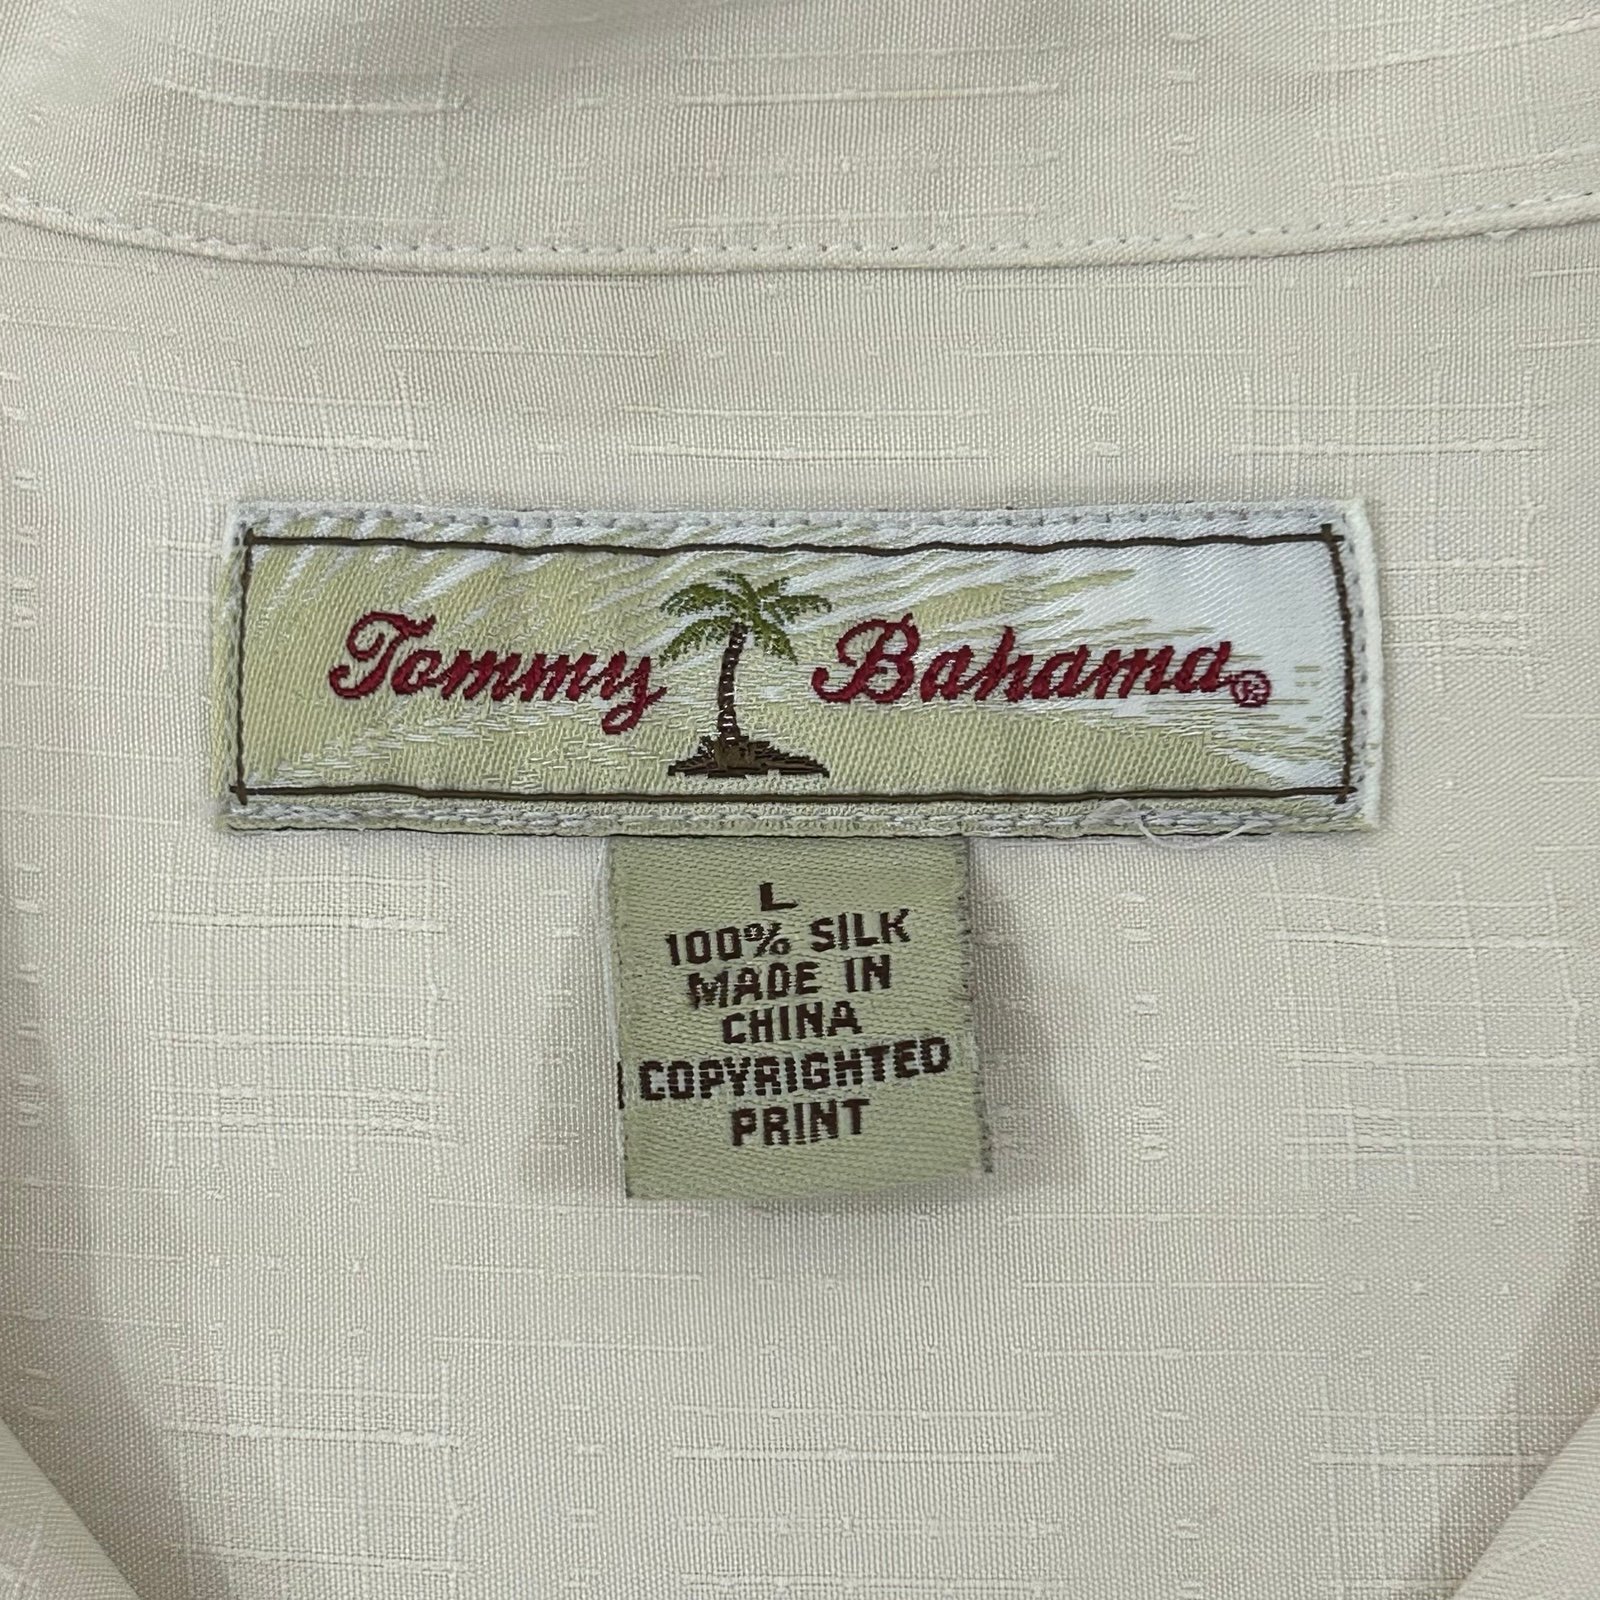 Tommy Bahama®
L
100% SILK
MADE IN
CHINA
COPYRIGHTED
PRINT